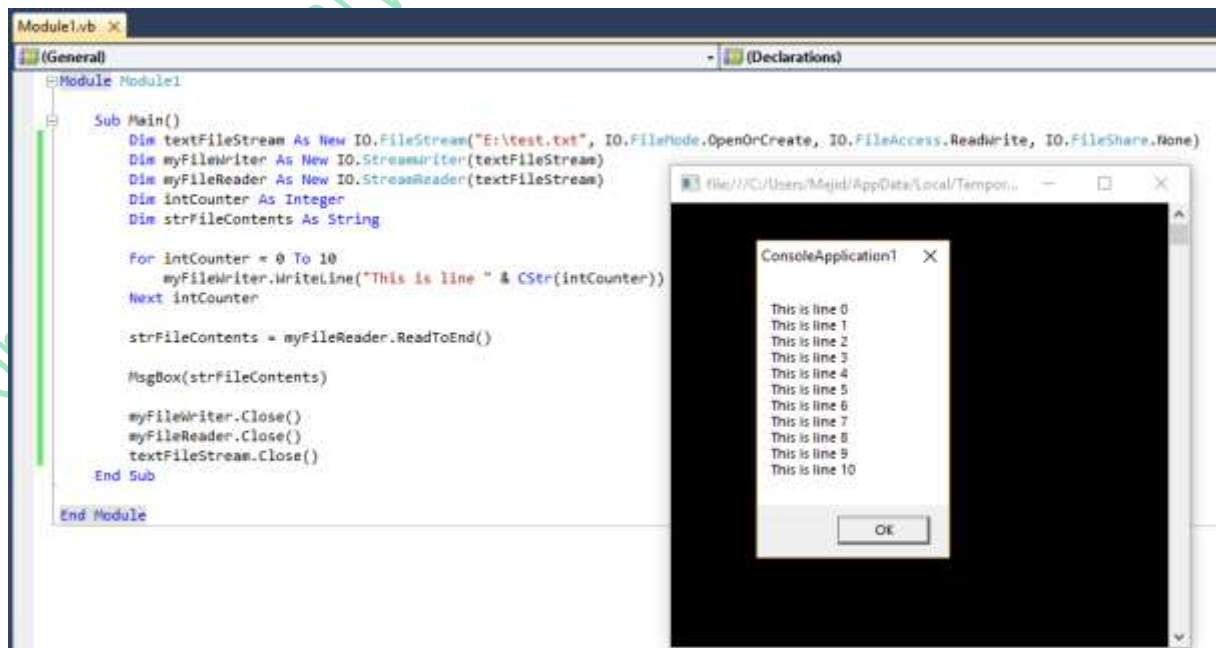 Module1.vb ×
(General)
(Declarations)
Module Module1
Sub Main()
Dim textFileStream As New IO.FileStream("E:\test.txt", IO.FileMode.OpenOrCreate, IO.FileAccess.ReadWrite, IO.FileShare.None)
Dim myFileWriter As New IO.StreamWriter(textFileStream)
Dim myFileReader As New IO.StreamReader(textFileStream)
Dim intCounter As Integer
Dim strFileContents As String
For intCounter = 0 To 10
myFileWriter.WriteLine("This is line " & CStr(intCounter))
Next intCounter
strFileContents = myFileReader.ReadToEnd()
MsgBox(strFileContents)
myFileWriter.Close()
myFileReader.Close()
textFileStream.Close()
End Sub
End Module
file:///C:/Users/Majid/AppData/Local/Tempor...
ConsoleApplication1
This is line 0
This is line 1
This is line 2
This is line 3
This is line 4
This is line 5
This is line 6
This is line 7
This is line 8
This is line 9
This is line 10
OK